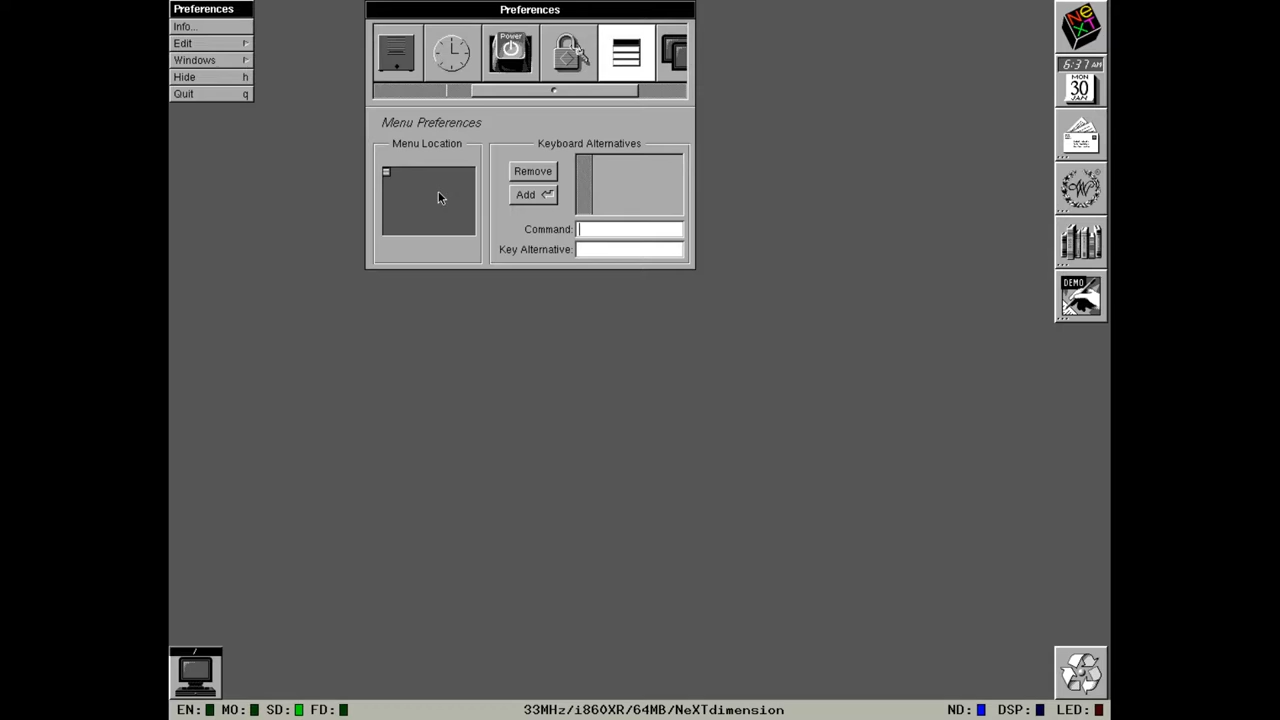 Preferences
Info...
Edit
Windows
Hide h
Quit q
Preferences
Power
Menu Preferences
Menu Location
Keyboard Alternatives
Remove
Add
Command:
Key Alternative:
NeXT
6:37 AM
MON
30
JAN
W
DEMO
/
EN: MO: SD: FD: 33MHz/i860XR/64MB/NeXTdimension ND: DSP: LED: